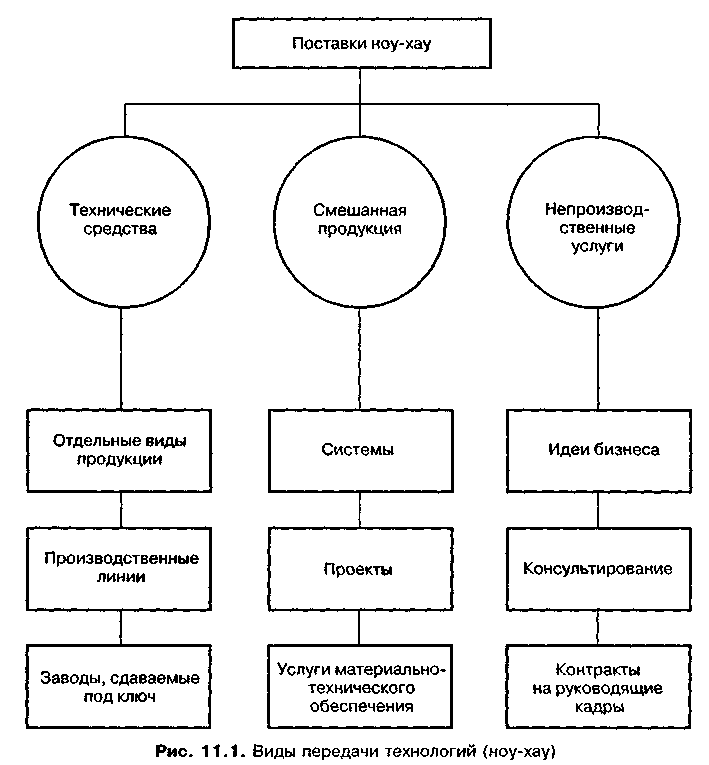 Поставки ноу-хау
Технические
средства
Смешанная
продукция
Непроизвод-
ственные
услуги
Отдельные виды
продукции
Системы
Идеи бизнеса
Производственные
линии
Проекты
Консультирование
Заводы, сдаваемые
под ключ
Услуги материально-
технического
обеспечения
Контракты
на руководящие
кадры
Рис. 11.1. Виды передачи технологий (ноу-хау)